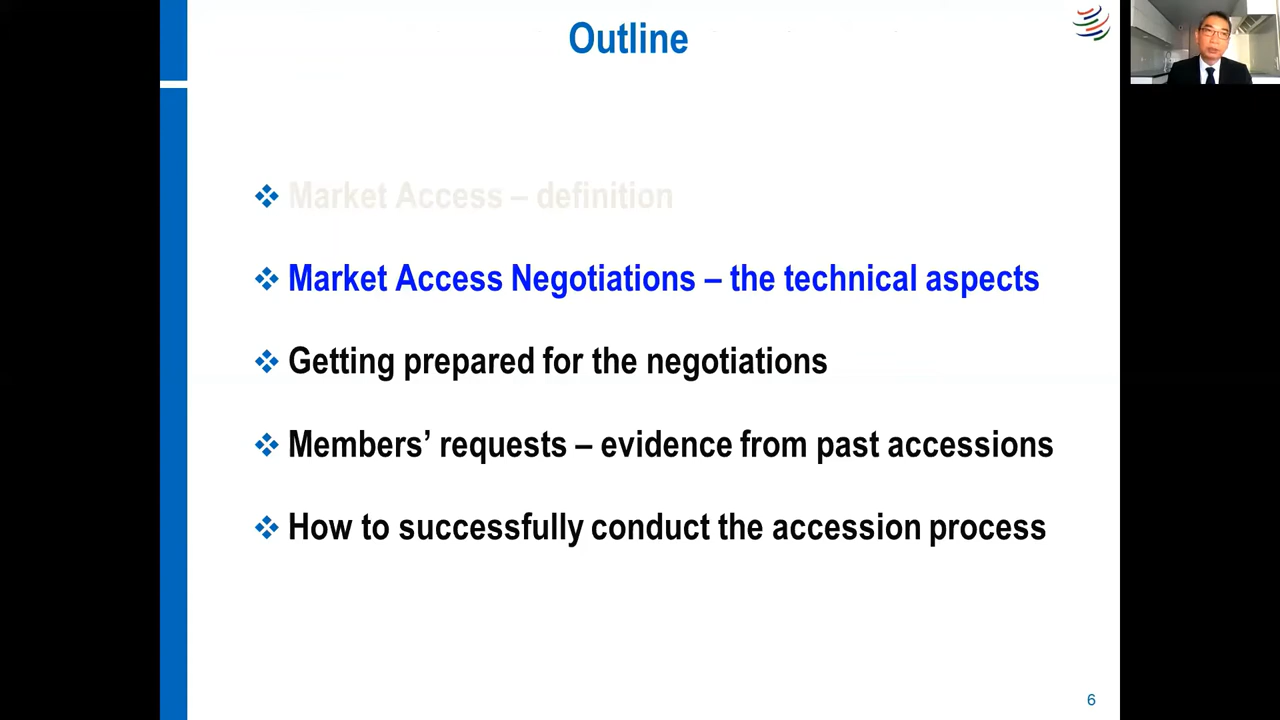 Outline
❖ Market Access – definition
❖ Market Access Negotiations – the technical aspects
❖ Getting prepared for the negotiations
❖ Members’ requests – evidence from past accessions
❖ How to successfully conduct the accession process
6